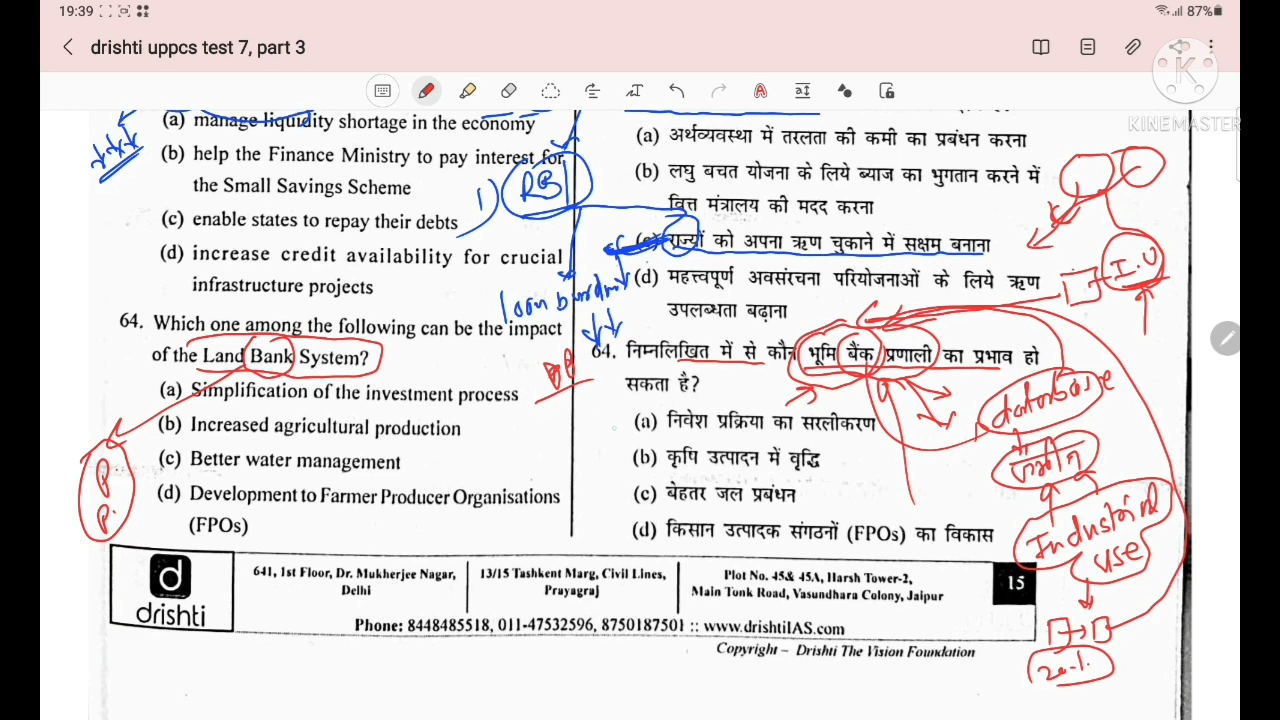 19:39
87%
drishti uppcs test 7, part 3
K
KINEMASTER
(a) manage liquidity shortage in the economy
(b) help the Finance Ministry to pay interest for
the Small Savings Scheme
(c) enable states to repay their debts
(d) increase credit availability for crucial
infrastructure projects
64. Which one among the following can be the impact
of the Land Bank System?
(a) Simplification of the investment process
(b) Increased agricultural production
(c) Better water management
(d) Development to Farmer Producer Organisations
(FPOs)
(a) अर्थव्यवस्था में तरलता की कमी का प्रबंधन करना
(b) लघु बचत योजना के लिये ब्याज का भुगतान करने में
वित्त मंत्रालय की मदद करना
(c) राज्यों को अपना ऋण चुकाने में सक्षम बनाना
(d) महत्त्वपूर्ण अवसंरचना परियोजनाओं के लिये ऋण
उपलब्धता बढ़ाना
64. निम्नलिखित में से कौन भूमि बैंक प्रणाली का प्रभाव हो
सकता है?
(a) निवेश प्रक्रिया का सरलीकरण
(b) कृषि उत्पादन में वृद्धि
(c) बेहतर जल प्रबंधन
(d) किसान उत्पादक संगठनों (FPOs) का विकास
1) RBI
loan burden
I.U
database
जमीन
Industrial
use
d
drishti
641, 1st Floor, Dr. Mukherjee Nagar,
Delhi
13/15 Tashkent Marg, Civil Lines,
Prayagraj
Plot No. 45& 45A, Harsh Tower-2,
Main Tonk Road, Vasundhara Colony, Jaipur
15
Phone: 8448485518, 011-47532596, 8750187501 :: www.drishtiIAS.com
Copyright – Drishti The Vision Foundation